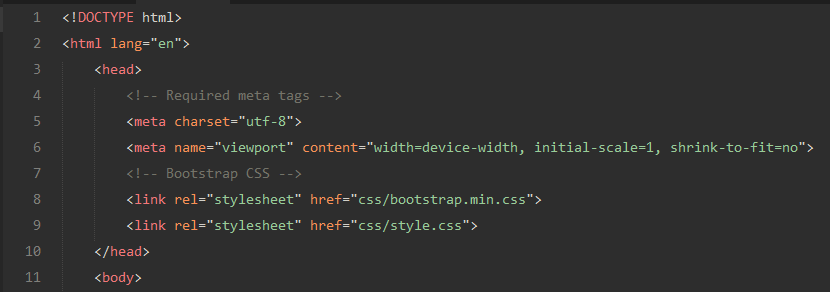 1 <!DOCTYPE html>
2 <html lang="en">
3 <head>
4 <!-- Required meta tags -->
5 <meta charset="utf-8">
6 <meta name="viewport" content="width=device-width, initial-scale=1, shrink-to-fit=no">
7 <!-- Bootstrap CSS -->
8 <link rel="stylesheet" href="css/bootstrap.min.css">
9 <link rel="stylesheet" href="css/style.css">
10 </head>
11 <body>